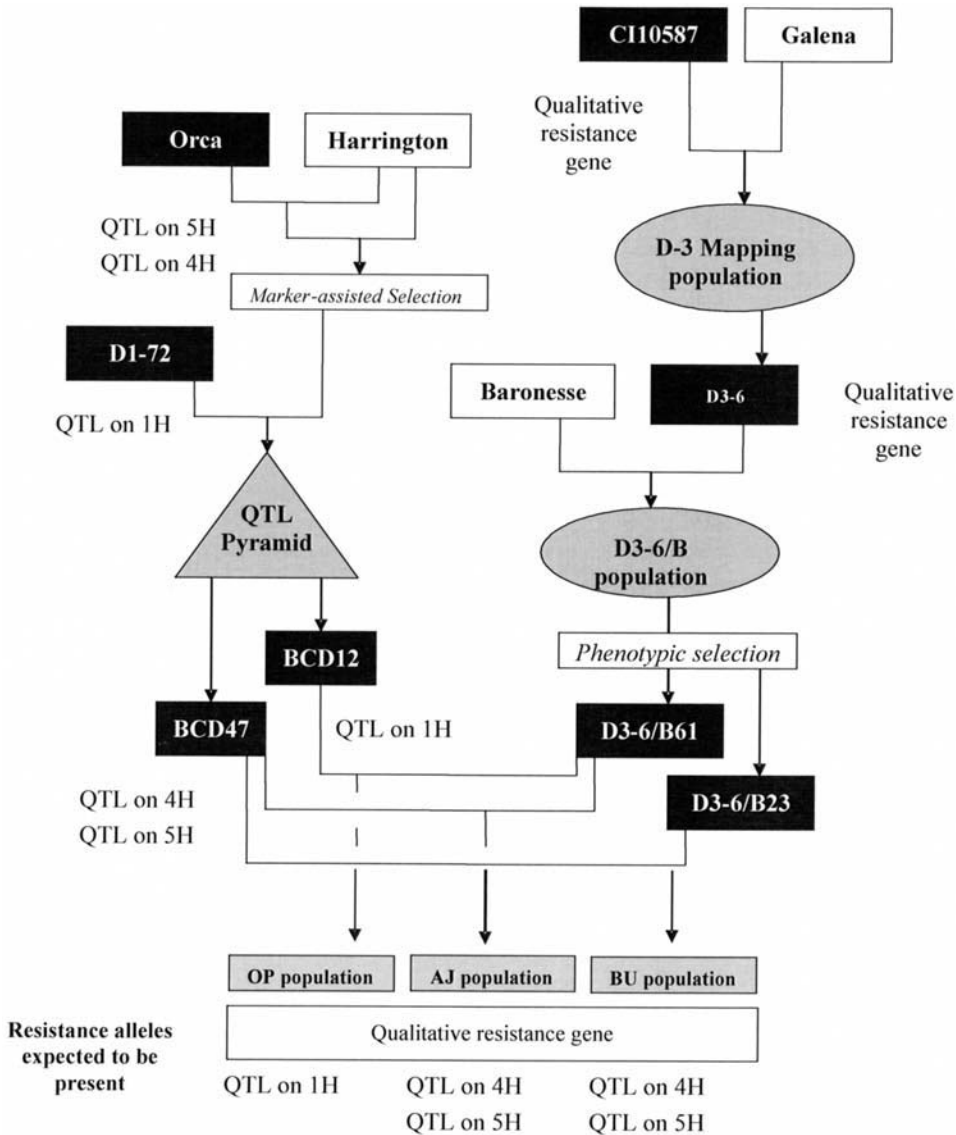 CI10587
Galena
Qualitative
resistance
gene
Orca
Harrington
QTL on 5H
QTL on 4H
D-3 Mapping
population
Marker-assisted Selection
D1-72
QTL on 1H
Baronesse
D3-6
Qualitative
resistance
gene
QTL
Pyramid
D3-6/B
population
BCD12
Phenotypic selection
BCD47
QTL on 1H
D3-6/B61
QTL on 4H
QTL on 5H
D3-6/B23
OP population
AJ population
BU population
Resistance alleles
expected to be
present
Qualitative resistance gene
QTL on 1H
QTL on 4H
QTL on 5H
QTL on 4H
QTL on 5H